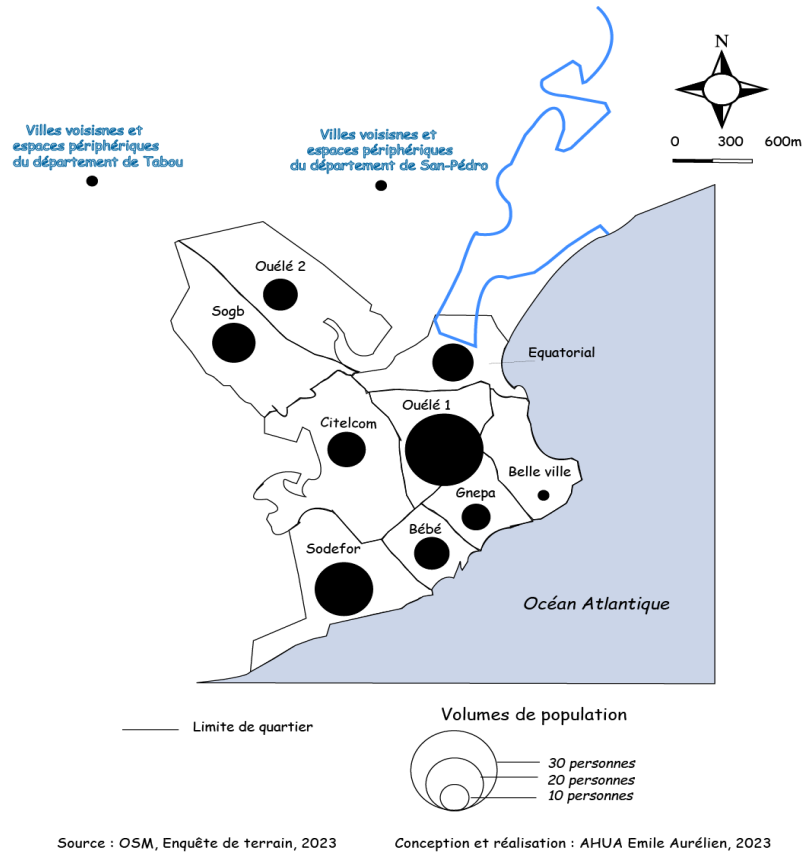 N
0 300 600m
Villes voisisnes et
espaces périphériques
du département de Tabou
Villes voisisnes et
espaces périphériques
du département de San-Pédro
Ouélé 2
Sogb
Equatorial
Ouélé 1
Citelcom
Belle ville
Gnepa
Bébé
Sodefor
Océan Atlantique
Limite de quartier
Volumes de population
30 personnes
20 personnes
10 personnes
Source : OSM, Enquête de terrain, 2023
Conception et réalisation : AHUA Emile Aurélien, 2023